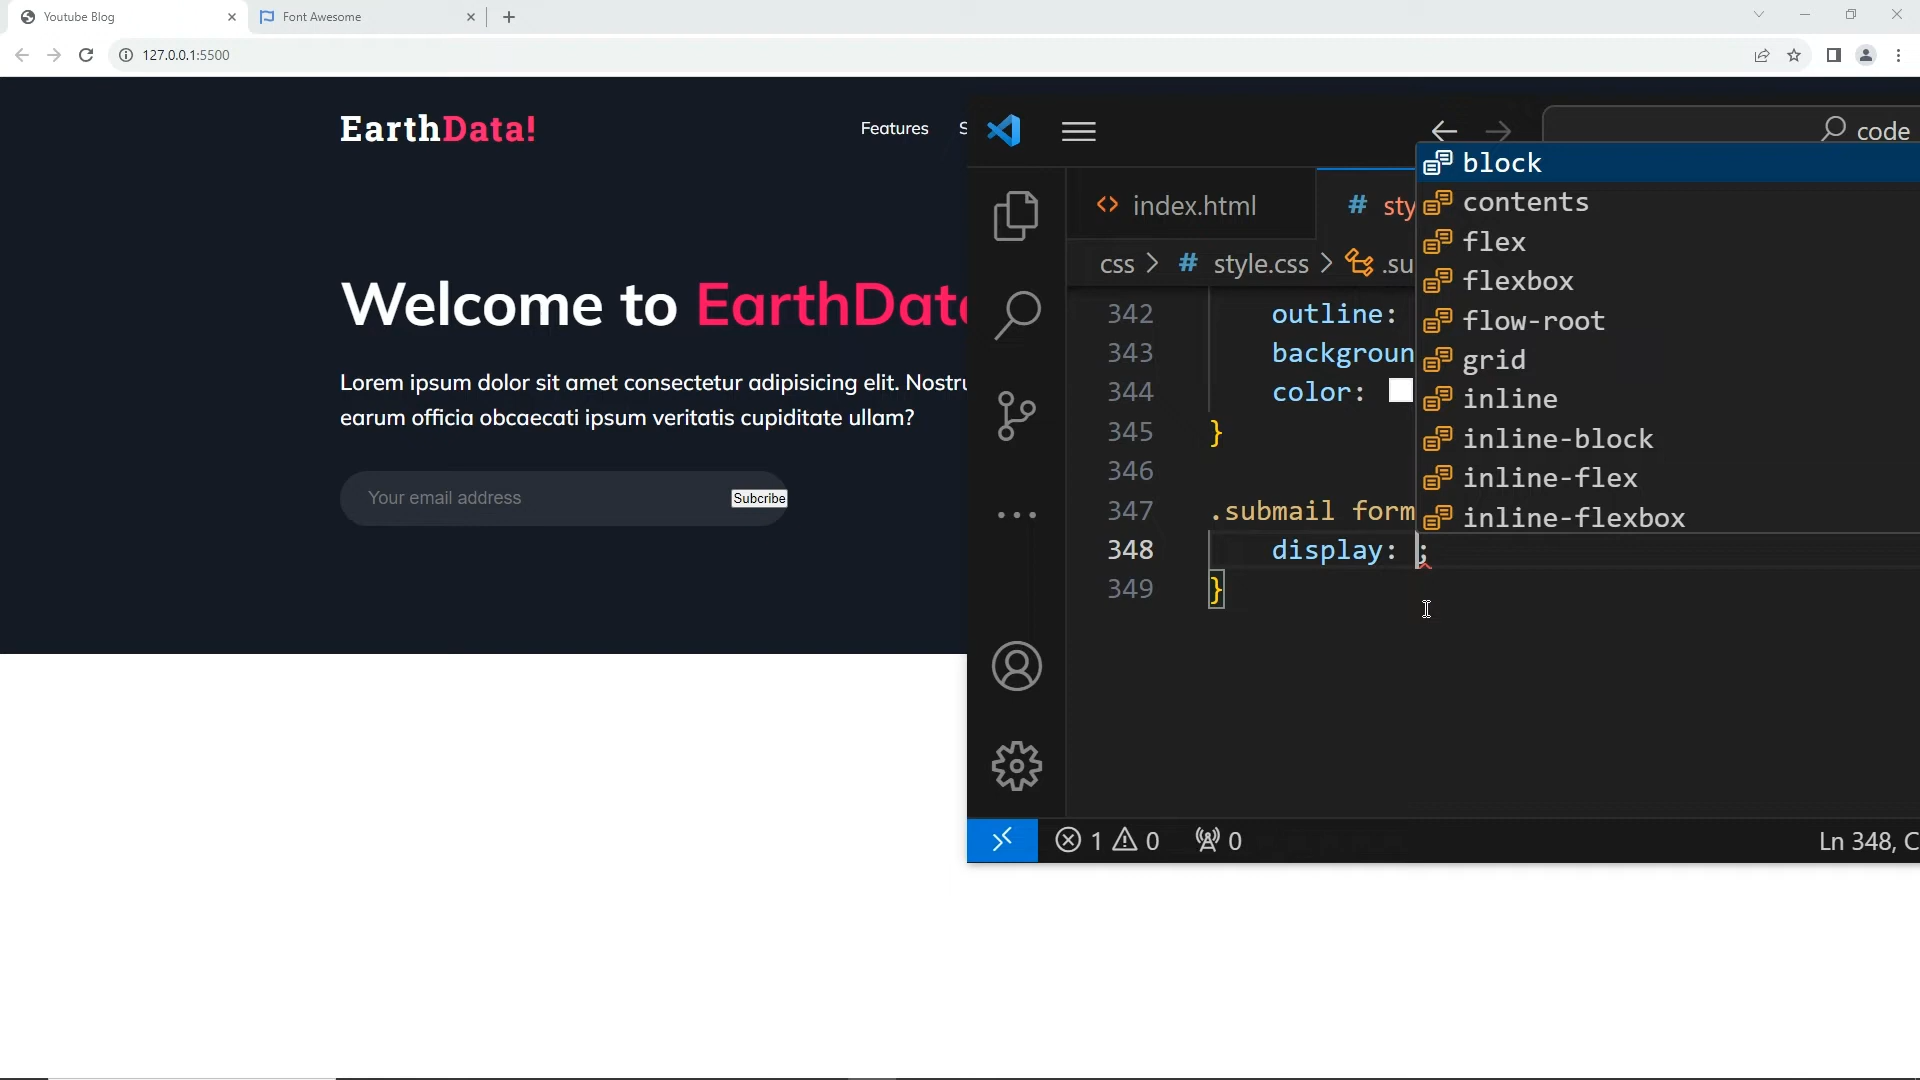 Youtube Blog
Font Awesome
127.0.0.1:5500
EarthData!
Features
S
Welcome to EarthData
Lorem ipsum dolor sit amet consectetur adipisicing elit. Nostru
earum officia obcaecati ipsum veritatis cupiditate ullam?
Your email address
Subcribe
code
index.html
# sty
css > # style.css > .su
342 outline:
343 backgroun
344 color:
345 }
346
347 .submail form
348 display: ;
349 }
block
contents
flex
flexbox
flow-root
grid
inline
inline-block
inline-flex
inline-flexbox
1 0 0
Ln 348, C